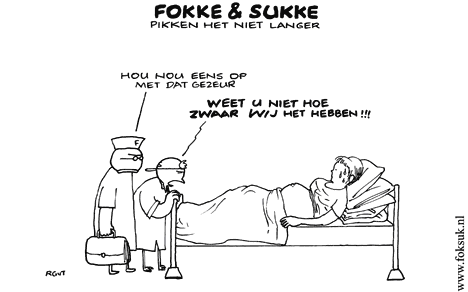 FOKKE & SUKKE
PIKKEN HET NIET LANGER
HOU NOU EENS OP
MET DAT GEZEUR
WEET U NIET HOE
ZWAAR WIJ HET HEBBEN!!!
F
RGVT
www.foksuk.nl